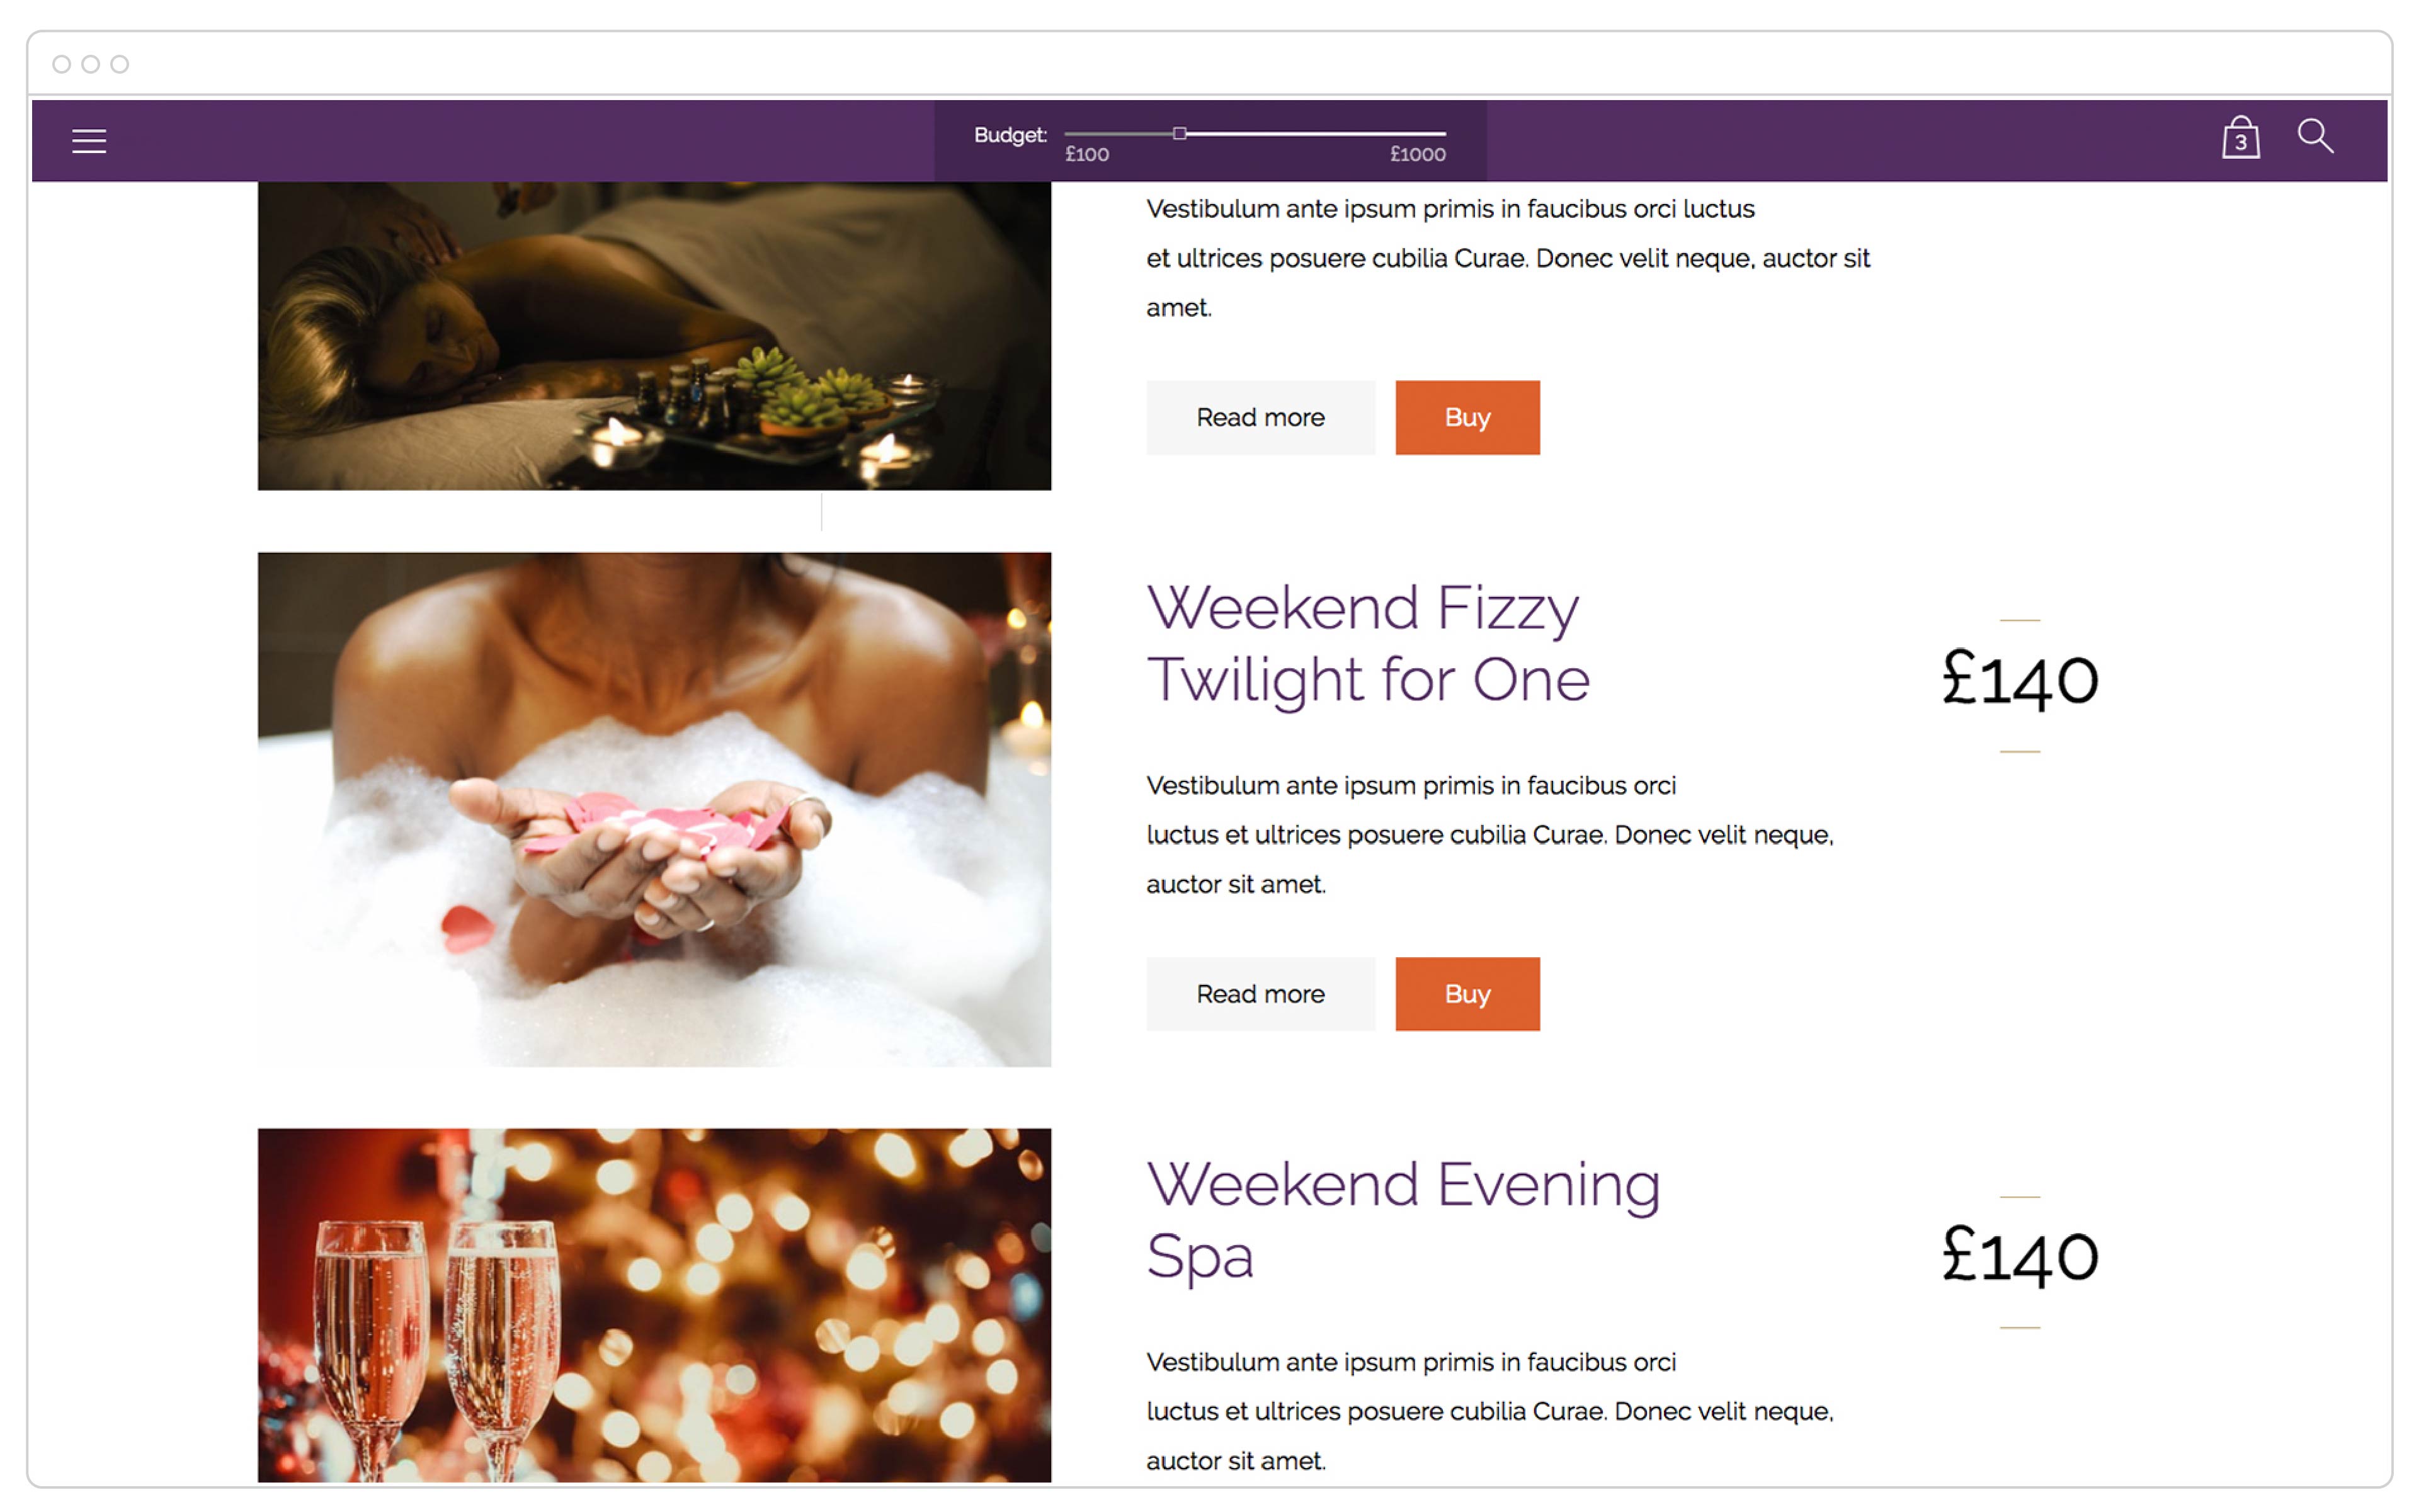 Budget:
£100 £1000
3
Vestibulum ante ipsum primis in faucibus orci luctus
et ultrices posuere cubilia Curae. Donec velit neque, auctor sit
amet.
Read more Buy
Weekend Fizzy
Twilight for One
£140
Vestibulum ante ipsum primis in faucibus orci
luctus et ultrices posuere cubilia Curae. Donec velit neque,
auctor sit amet.
Read more Buy
Weekend Evening
Spa
£140
Vestibulum ante ipsum primis in faucibus orci
luctus et ultrices posuere cubilia Curae. Donec velit neque,
auctor sit amet.